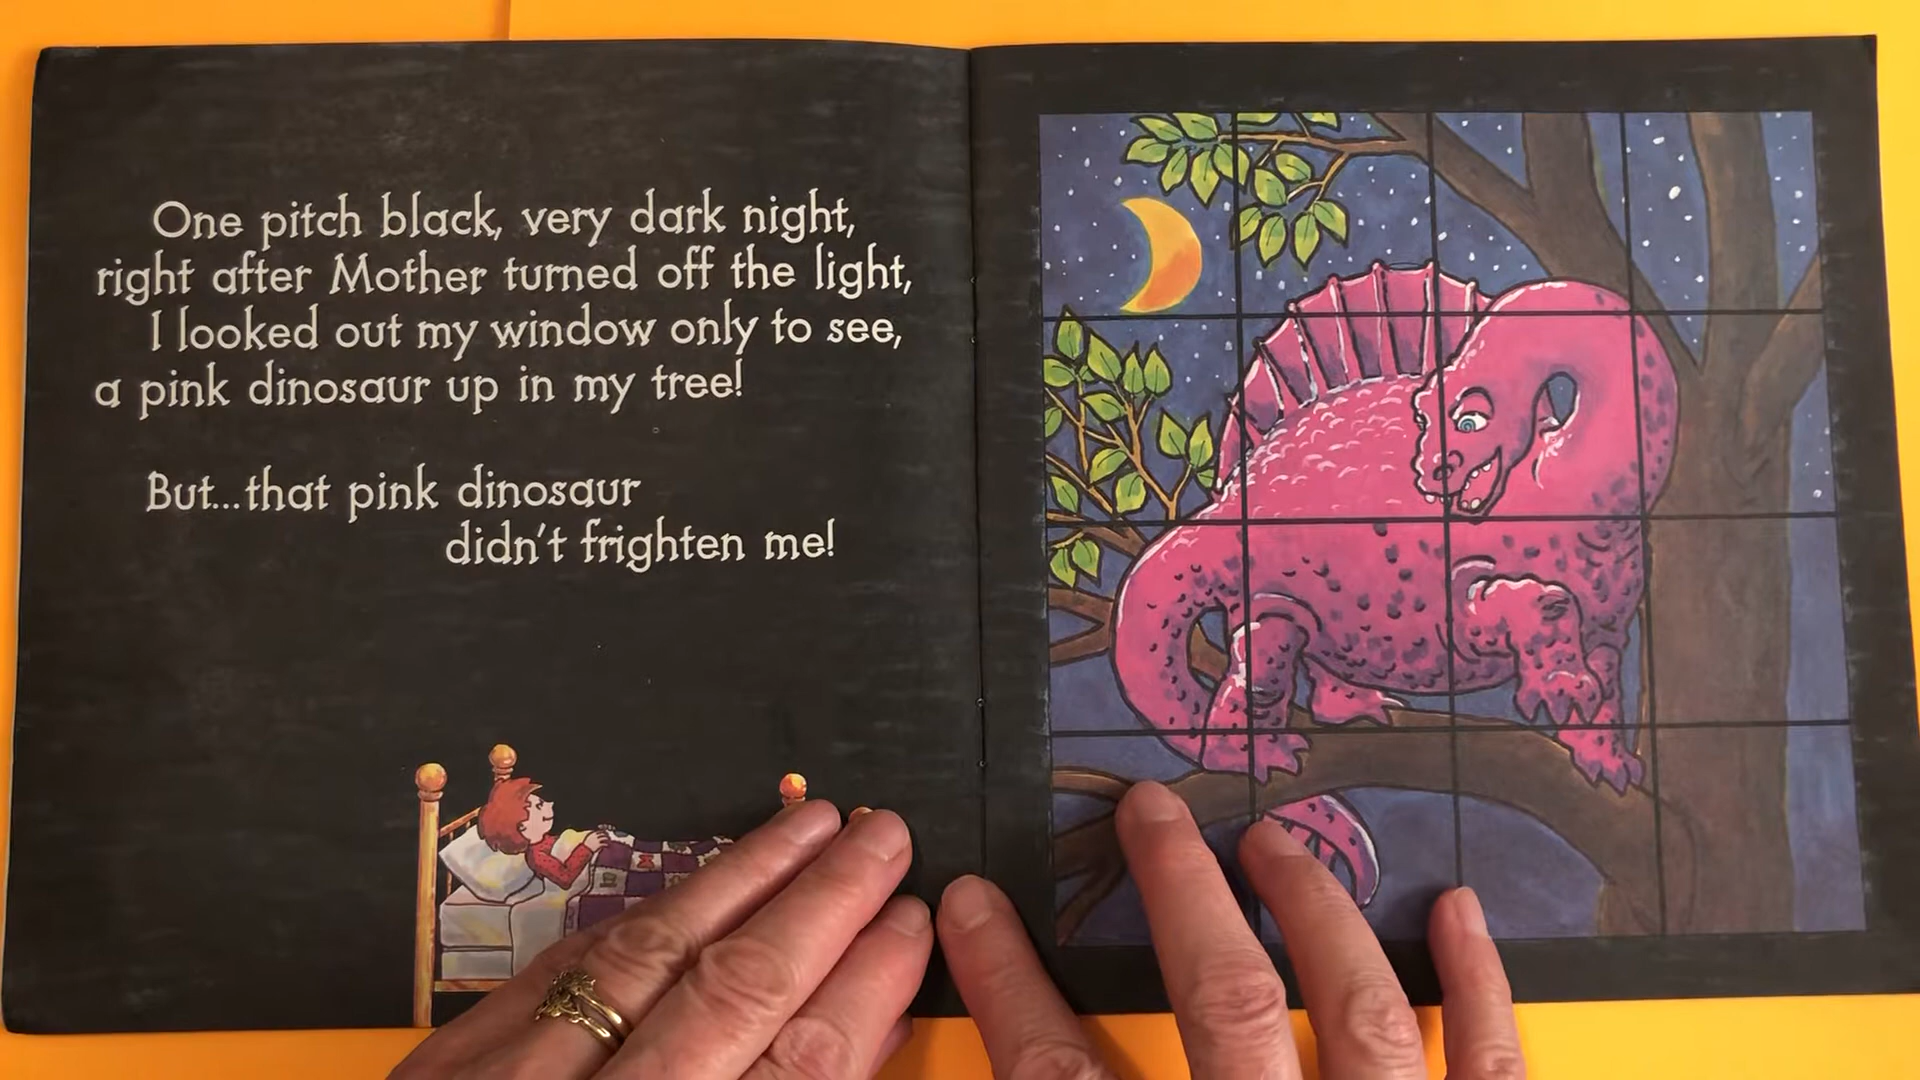 One pitch black, very dark night,
right after Mother turned off the light,
I looked out my window only to see,
a pink dinosaur up in my tree!
But...that pink dinosaur
didn't frighten me!